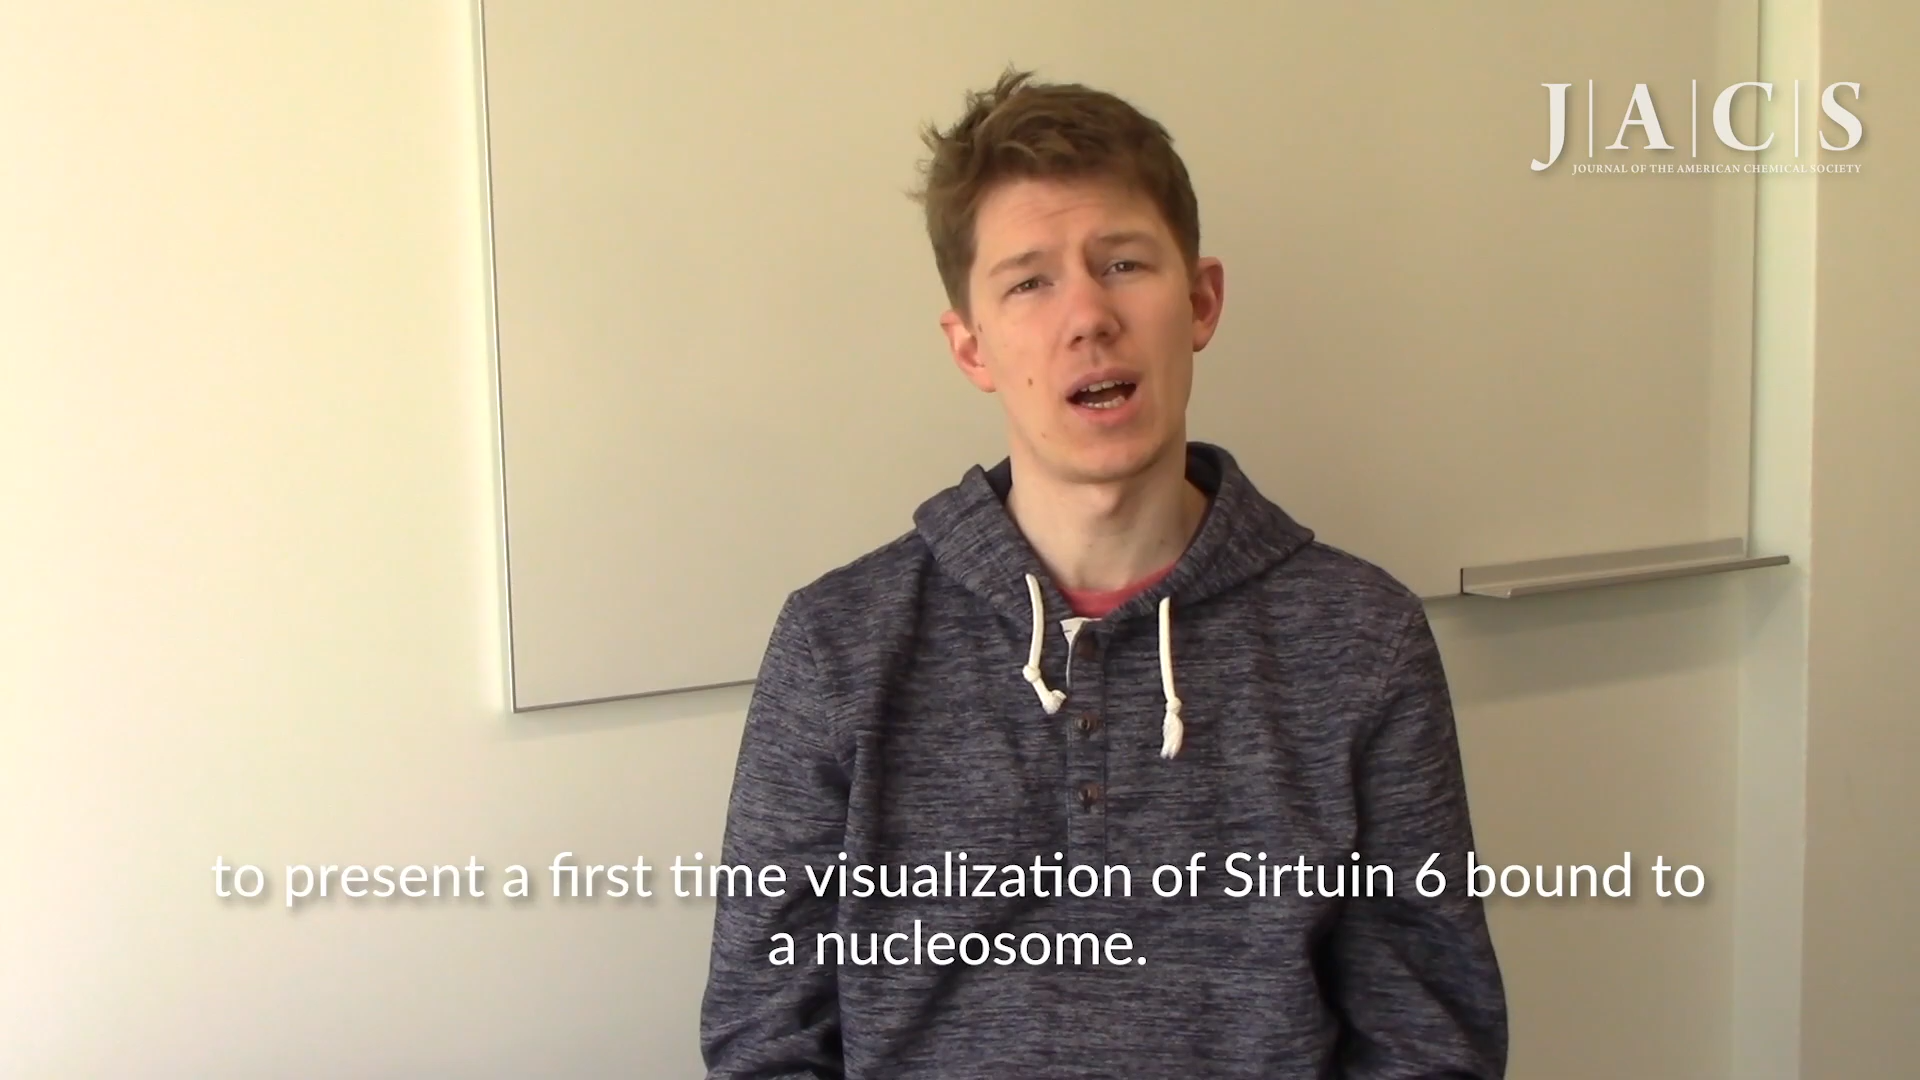 J|A|C|S
JOURNAL OF THE AMERICAN CHEMICAL SOCIETY
to present a first time visualization of Sirtuin 6 bound to
a nucleosome.